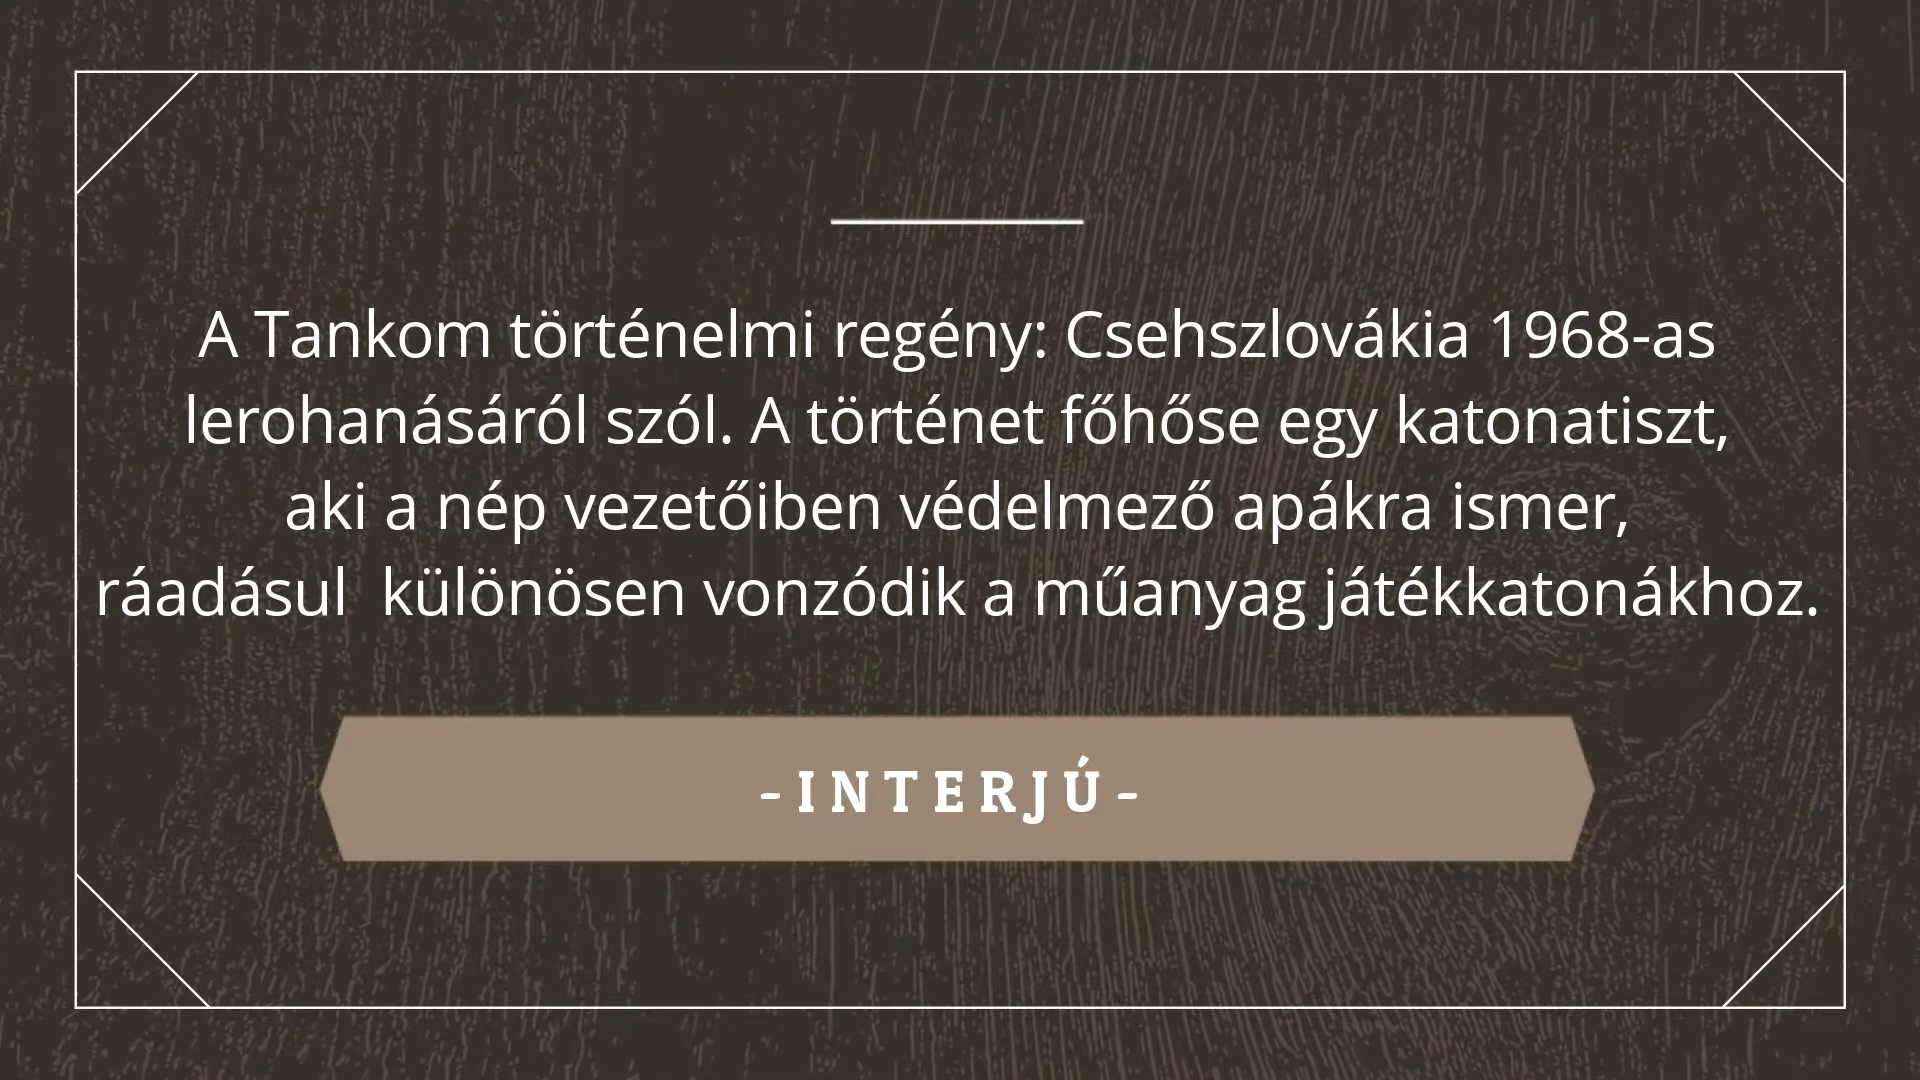 A Tankom történelmi regény: Csehszlovákia 1968-as
lerohanásáról szól. A történet főhőse egy katonatiszt,
aki a nép vezetőiben védelmező apákra ismer,
ráadásul  különösen vonzódik a műanyag játékkatonákhoz.
-INTERJÚ-